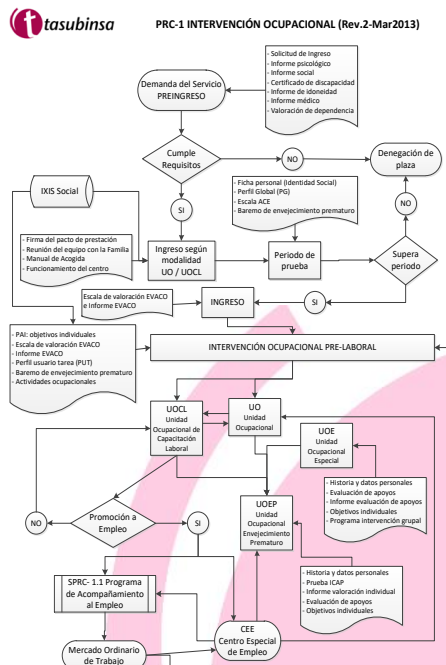 tasubinsa
PRC-1 INTERVENCIÓN OCUPACIONAL (Rev.2-Mar2013)
- Solicitud de Ingreso
- Informe psicológico
- Informe social
- Certificado de discapacidad
- Informe de idoneidad
- Informe médico
- Valoración de dependencia
Demanda del Servicio
PREINGRESO
Cumple
Requisitos
NO
Denegación de
plaza
- Ficha personal (Identidad Social)
- Perfil Global (PG)
- Escala ACE
- Baremo de envejecimiento prematuro
IXIS Social
SI
NO
- Firma del pacto de prestación
- Reunión del equipo con la Familia
- Manual de Acogida
- Funcionamiento del centro
Ingreso según
modalidad
UO / UOCL
Periodo de
prueba
Supera
periodo
Escala de valoración EVACO
e Informe EVACO
INGRESO
SI
- PAI: objetivos individuales
- Escala de valoración EVACO
- Informe EVACO
- Perfil usuario tarea (PUT)
- Baremo de envejecimiento prematuro
- Actividades ocupacionales
INTERVENCIÓN OCUPACIONAL PRE-LABORAL
UOCL
Unidad
Ocupacional de
Capacitación
Laboral
UO
Unidad
Ocupacional
UOE
Unidad
Ocupacional
Especial
- Historia y datos personales
- Evaluación de apoyos
- Informe evaluación de apoyos
- Objetivos individuales
- Programa intervención grupal
NO
Promoción a
Empleo
SI
UOEP
Unidad
Ocupacional
Envejecimiento
Prematuro
SPRC- 1.1 Programa
de Acompañamiento
al Empleo
- Historia y datos personales
- Prueba ICAP
- Informe valoración individual
- Evaluación de apoyos
- Objetivos individuales
CEE
Centro Especial
de Empleo
Mercado Ordinario
de Trabajo